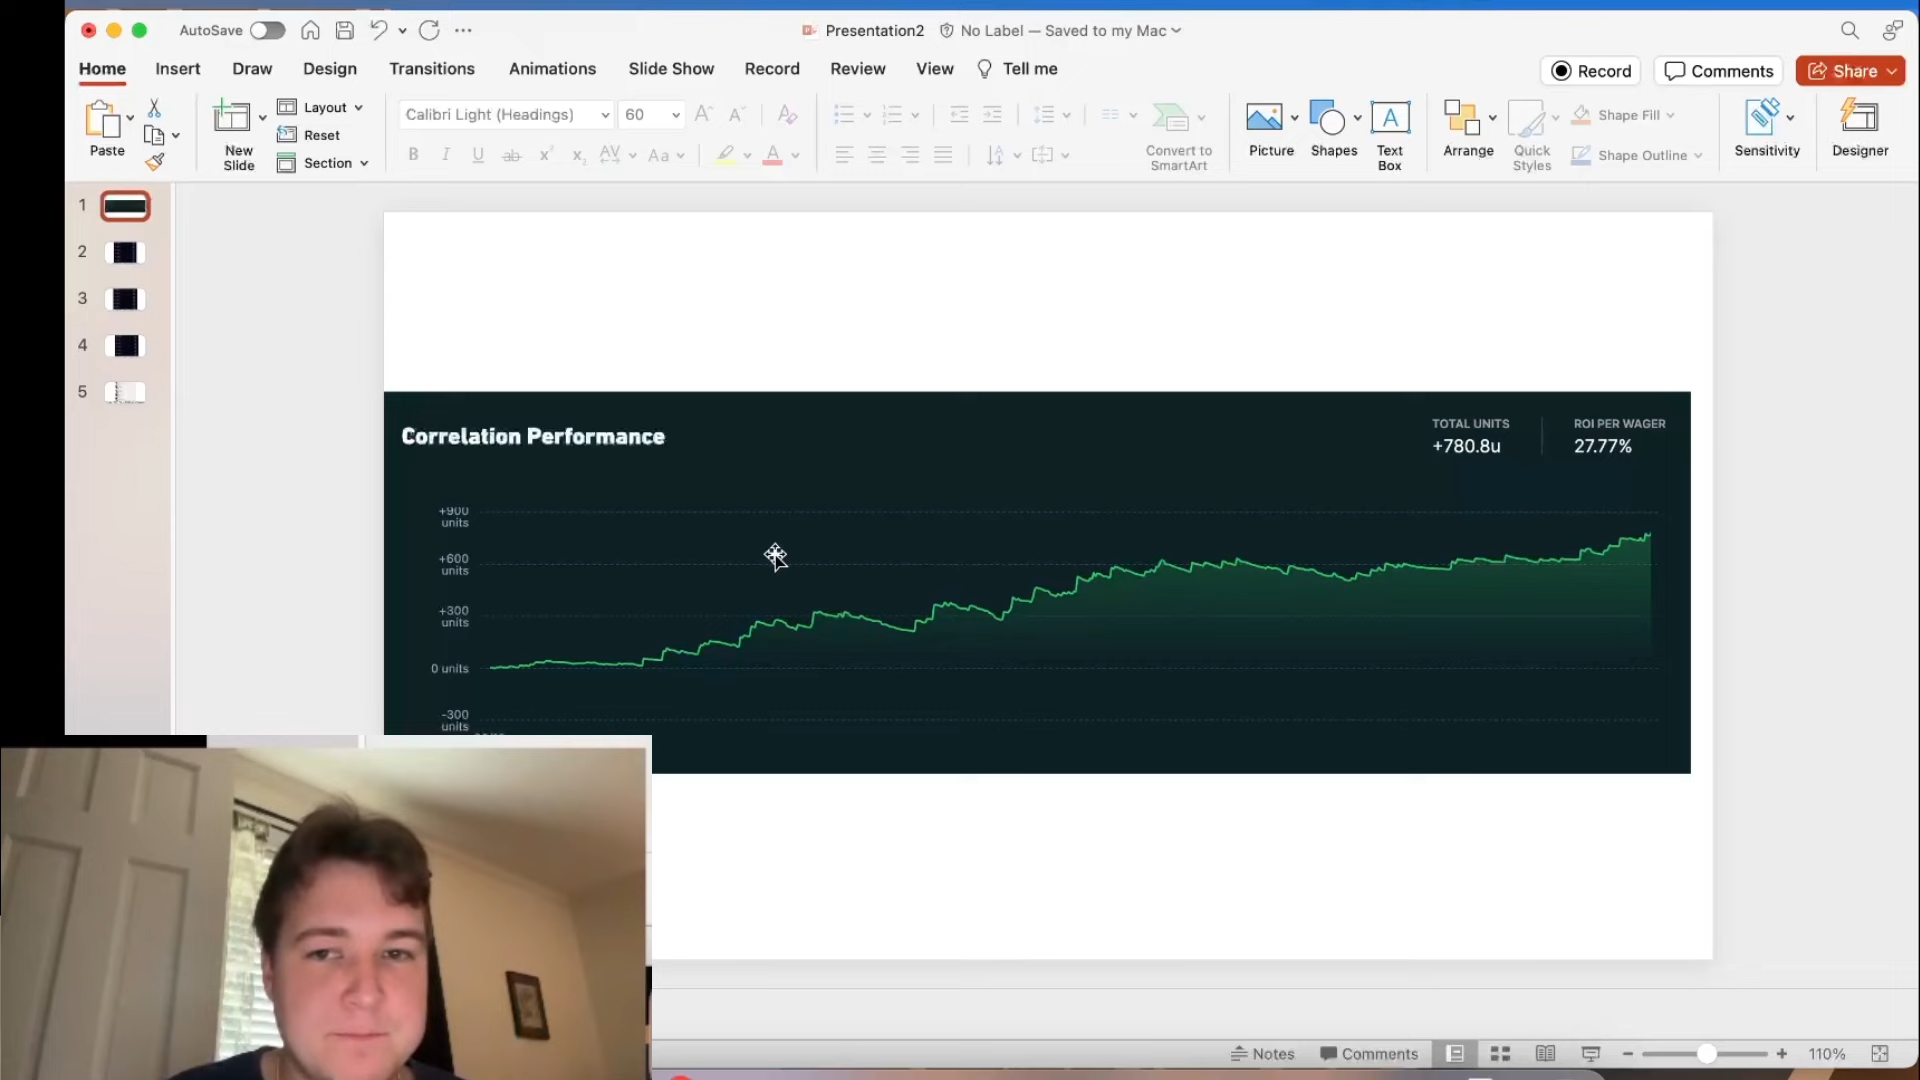 AutoSave
Presentation2
No Label — Saved to my Mac
Home
Insert
Draw
Design
Transitions
Animations
Slide Show
Record
Review
View
Tell me
Record
Comments
Share
Paste
New
Slide
Layout
Reset
Section
Calibri Light (Headings)
60
Convert to
SmartArt
Picture
Shapes
Text
Box
Arrange
Quick
Styles
Shape Fill
Shape Outline
Sensitivity
Designer
1
2
3
4
5
Correlation Performance
TOTAL UNITS
+780.8u
ROI PER WAGER
27.77%
+900
units
+600
units
+300
units
0 units
-300
units
Notes
Comments
110%